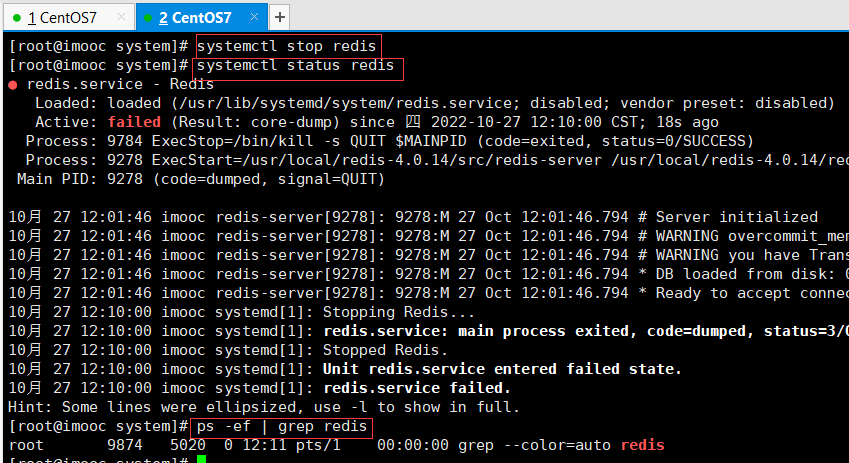 1 CentOS7 × 2 CentOS7 × +
[root@imooc system]# systemctl stop redis
[root@imooc system]# systemctl status redis
● redis.service - Redis
Loaded: loaded (/usr/lib/systemd/system/redis.service; disabled; vendor preset: disabled)
Active: failed (Result: core-dump) since 四 2022-10-27 12:10:00 CST; 18s ago
Process: 9784 ExecStop=/bin/kill -s QUIT $MAINPID (code=exited, status=0/SUCCESS)
Process: 9278 ExecStart=/usr/local/redis-4.0.14/src/redis-server /usr/local/redis-4.0.14/red
Main PID: 9278 (code=dumped, signal=QUIT)
10月 27 12:01:46 imooc redis-server[9278]: 9278:M 27 Oct 12:01:46.794 # Server initialized
10月 27 12:01:46 imooc redis-server[9278]: 9278:M 27 Oct 12:01:46.794 # WARNING overcommit_mem
10月 27 12:01:46 imooc redis-server[9278]: 9278:M 27 Oct 12:01:46.794 # WARNING you have Trans
10月 27 12:01:46 imooc redis-server[9278]: 9278:M 27 Oct 12:01:46.794 * DB loaded from disk: 0
10月 27 12:01:46 imooc redis-server[9278]: 9278:M 27 Oct 12:01:46.794 * Ready to accept connec
10月 27 12:10:00 imooc systemd[1]: Stopping Redis...
10月 27 12:10:00 imooc systemd[1]: redis.service: main process exited, code=dumped, status=3/Q
10月 27 12:10:00 imooc systemd[1]: Stopped Redis.
10月 27 12:10:00 imooc systemd[1]: Unit redis.service entered failed state.
10月 27 12:10:00 imooc systemd[1]: redis.service failed.
Hint: Some lines were ellipsized, use -l to show in full.
[root@imooc system]# ps -ef | grep redis
root 9874 5020 0 12:11 pts/1 00:00:00 grep --color=auto redis
[root@imooc system]#